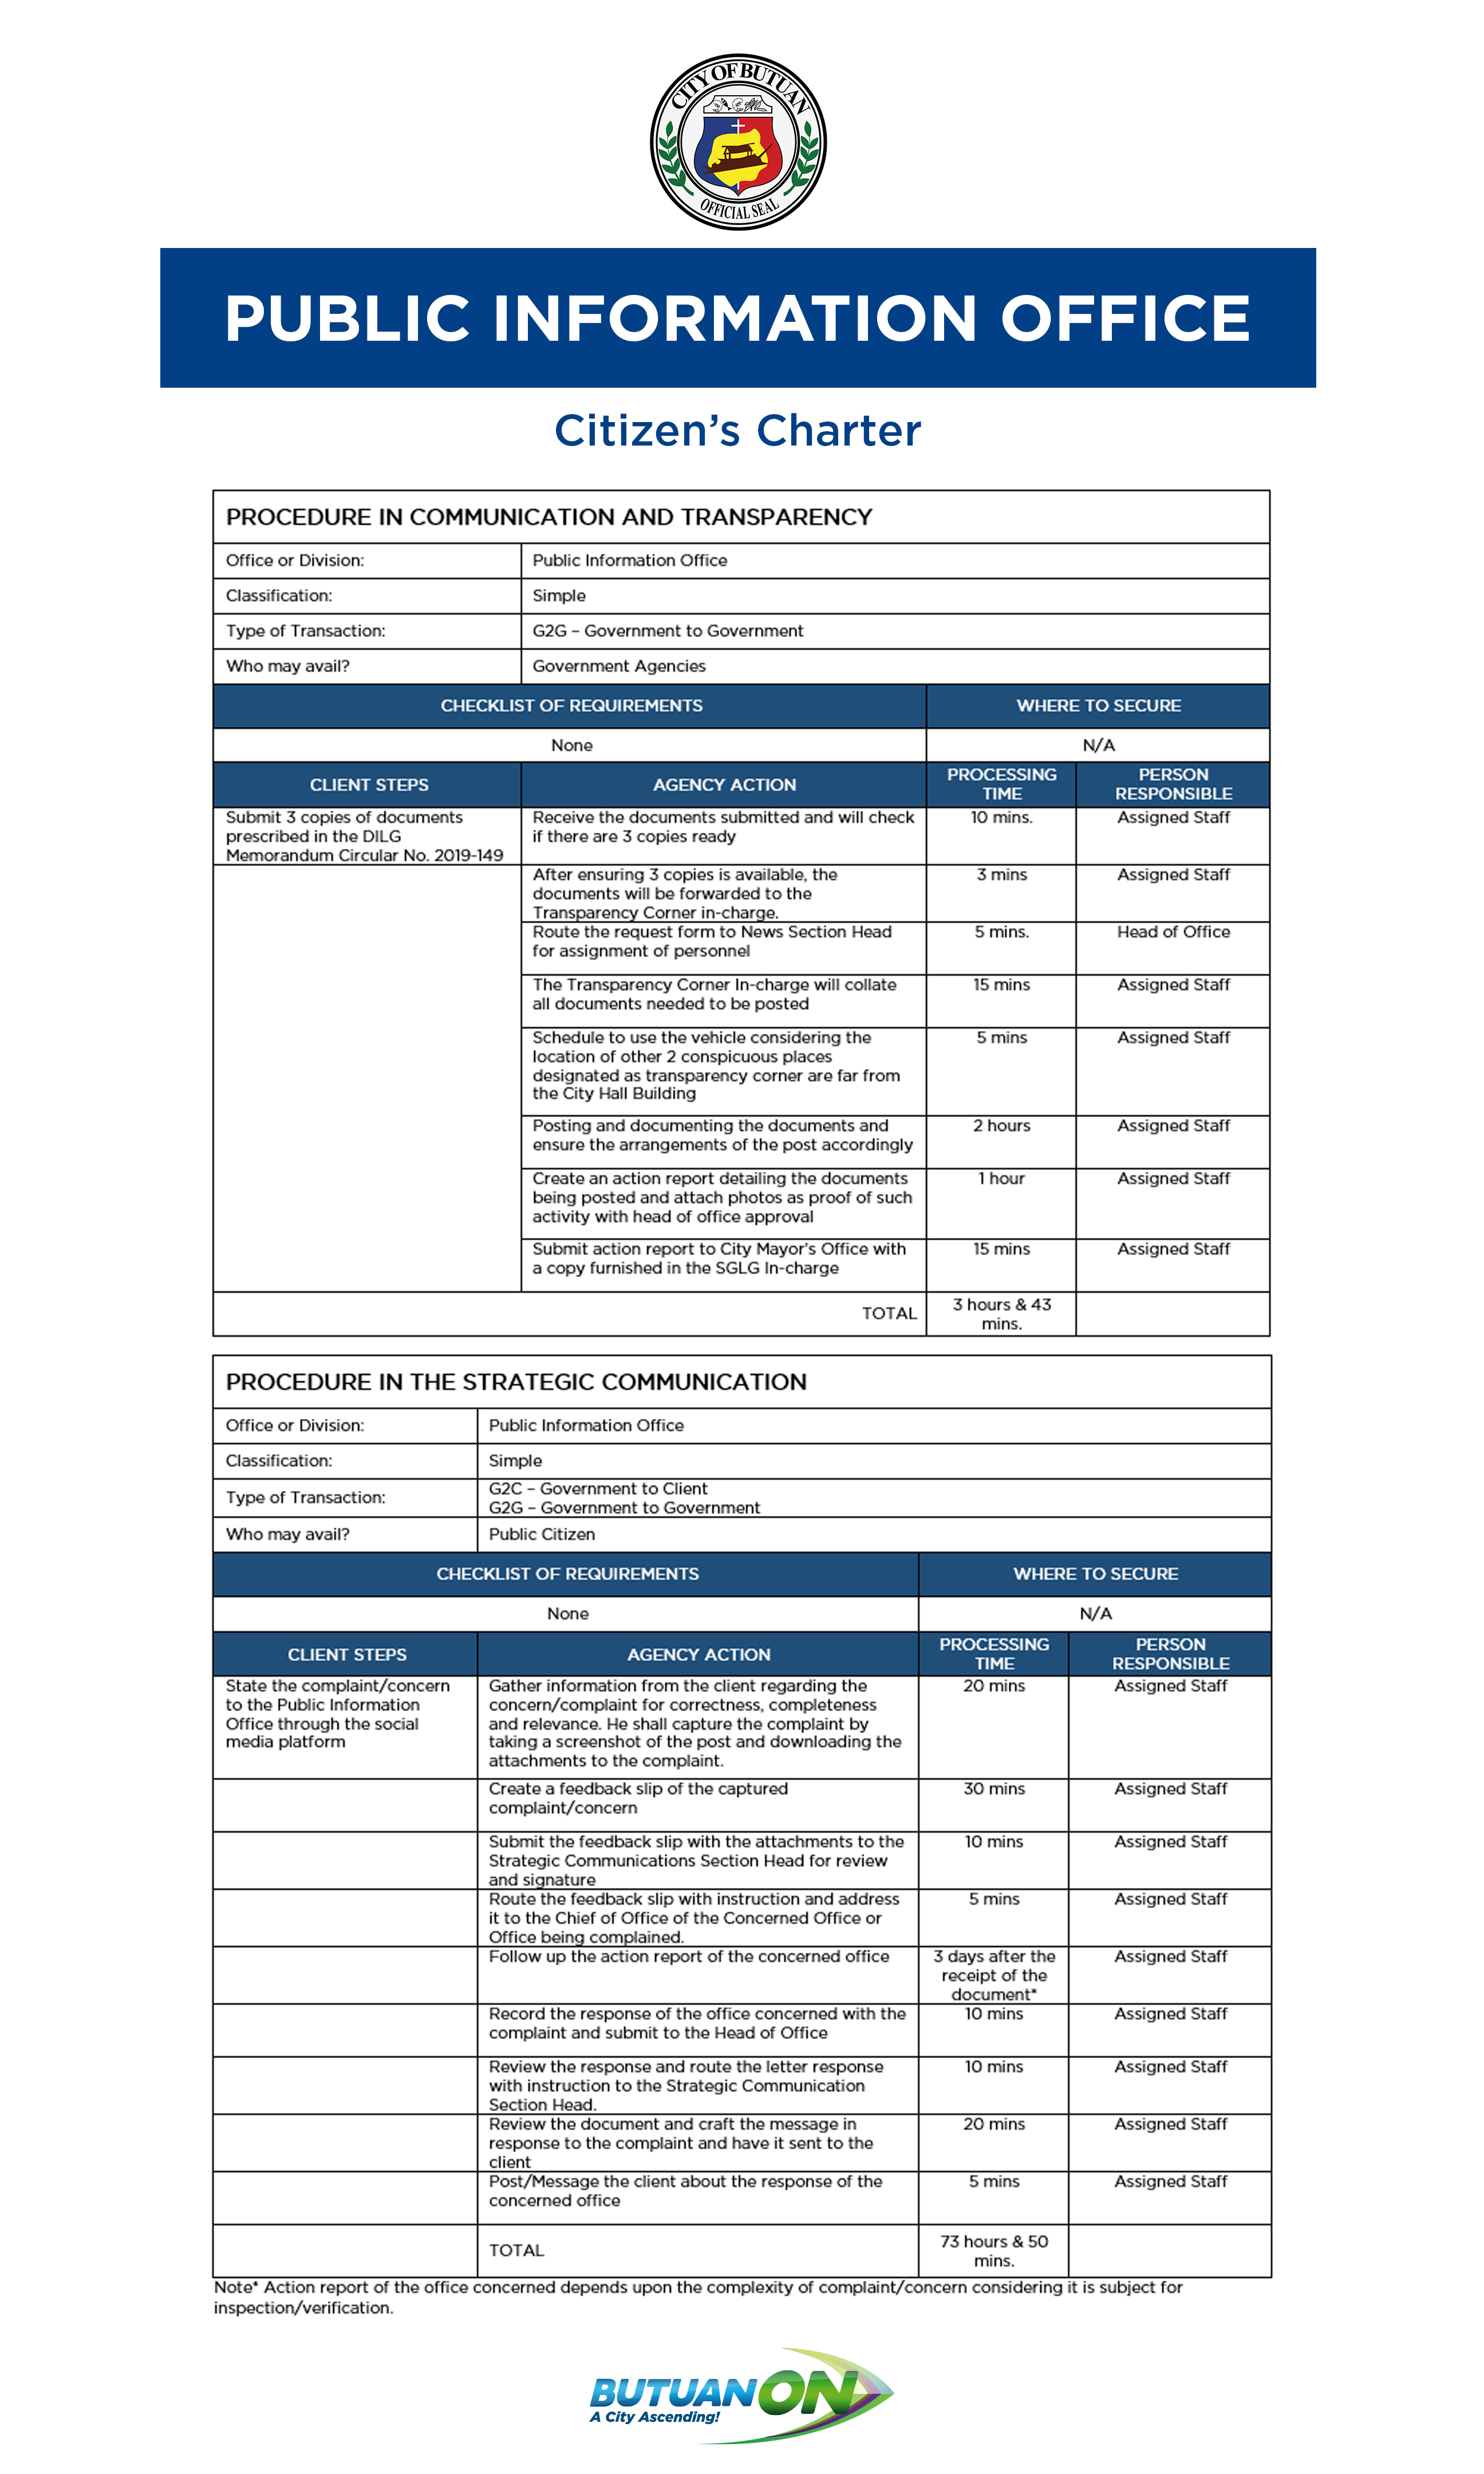 CITY OF BUTUAN
OFFICIAL SEAL
PUBLIC INFORMATION OFFICE
Citizen's Charter
PROCEDURE IN COMMUNICATION AND TRANSPARENCY
Office or Division: Public Information Office
Classification: Simple
Type of Transaction: G2G – Government to Government
Who may avail? Government Agencies
CHECKLIST OF REQUIREMENTS WHERE TO SECURE
None N/A
CLIENT STEPS AGENCY ACTION PROCESSING TIME PERSON RESPONSIBLE
Submit 3 copies of documents
prescribed in the DILG
Memorandum Circular No. 2019-149
Receive the documents submitted and will check
if there are 3 copies ready
10 mins. Assigned Staff
After ensuring 3 copies is available, the
documents will be forwarded to the
Transparency Corner in-charge.
3 mins Assigned Staff
Route the request form to News Section Head
for assignment of personnel
5 mins. Head of Office
The Transparency Corner In-charge will collate
all documents needed to be posted
15 mins Assigned Staff
Schedule to use the vehicle considering the
location of other 2 conspicuous places
designated as transparency corner are far from
the City Hall Building
5 mins Assigned Staff
Posting and documenting the documents and
ensure the arrangements of the post accordingly
2 hours Assigned Staff
Create an action report detailing the documents
being posted and attach photos as proof of such
activity with head of office approval
1 hour Assigned Staff
Submit action report to City Mayor's Office with
a copy furnished in the SGLG In-charge
15 mins Assigned Staff
TOTAL 3 hours & 43
mins.
PROCEDURE IN THE STRATEGIC COMMUNICATION
Office or Division: Public Information Office
Classification: Simple
Type of Transaction:
G2C – Government to Client
G2G – Government to Government
Who may avail? Public Citizen
CHECKLIST OF REQUIREMENTS WHERE TO SECURE
None N/A
CLIENT STEPS AGENCY ACTION PROCESSING TIME PERSON RESPONSIBLE
State the complaint/concern
to the Public Information
Office through the social
media platform
Gather information from the client regarding the
concern/complaint for correctness, completeness
and relevance. He shall capture the complaint by
taking a screenshot of the post and downloading the
attachments to the complaint.
20 mins Assigned Staff
Create a feedback slip of the captured
complaint/concern
30 mins Assigned Staff
Submit the feedback slip with the attachments to the
Strategic Communications Section Head for review
and signature
10 mins Assigned Staff
Route the feedback slip with instruction and address
it to the Chief of Office of the Concerned Office or
Office being complained.
5 mins Assigned Staff
Follow up the action report of the concerned office
3 days after the
receipt of the
document*
Assigned Staff
Record the response of the office concerned with the
complaint and submit to the Head of Office
10 mins Assigned Staff
Review the response and route the letter response
with instruction to the Strategic Communication
Section Head.
10 mins Assigned Staff
Review the document and craft the message in
response to the complaint and have it sent to the
client
20 mins Assigned Staff
Post/Message the client about the response of the
concerned office
5 mins Assigned Staff
TOTAL 73 hours & 50
mins.
Note* Action report of the office concerned depends upon the complexity of complaint/concern considering it is subject for
inspection/verification.
BUTUAN ON
A City Ascending!